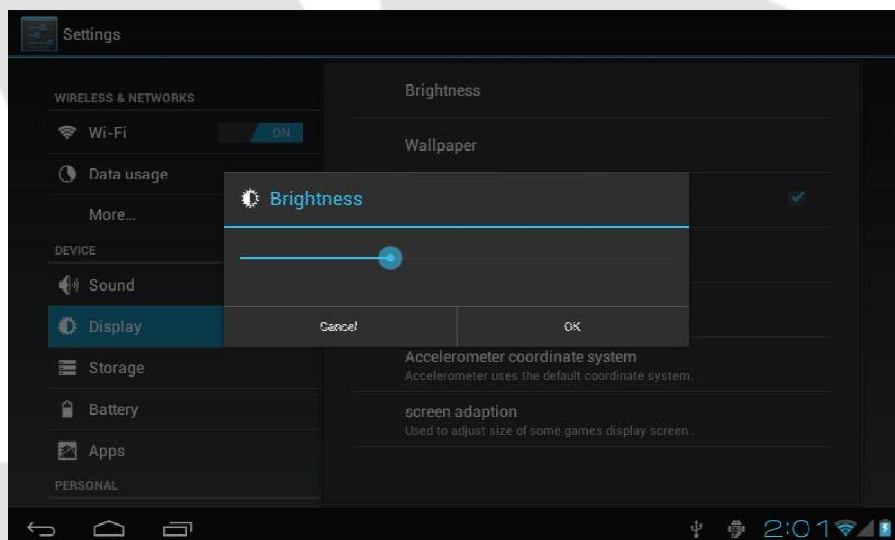 Settings
WIRELESS & NETWORKS
Wi-Fi
ON
Data usage
More...
DEVICE
Sound
Display
Storage
Battery
Apps
PERSONAL
Brightness
Wallpaper
Brightness
Cancel
OK
Accelerometer coordinate system
Accelerometer uses the default coordinate system.
screen adaption
Used to adjust size of some games display screen .
2:01